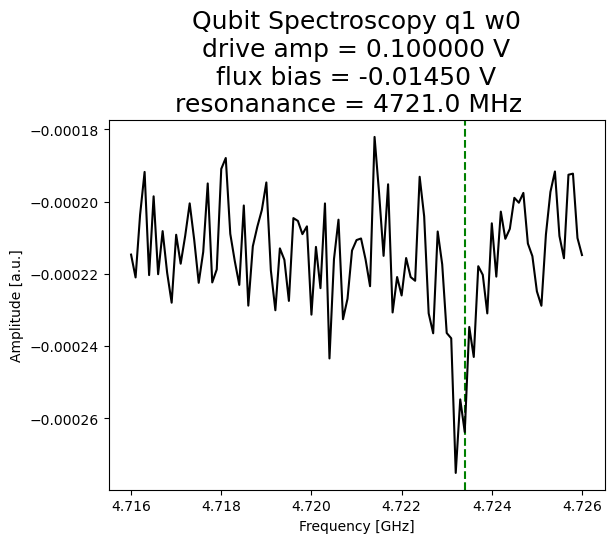 Qubit Spectroscopy q1 w0
drive amp = 0.100000 V
flux bias = -0.01450 V
resonanance = 4721.0 MHz
−0.00018
−0.00020
−0.00022
−0.00024
−0.00026
Amplitude [a.u.]
4.716 4.718 4.720 4.722 4.724 4.726
Frequency [GHz]